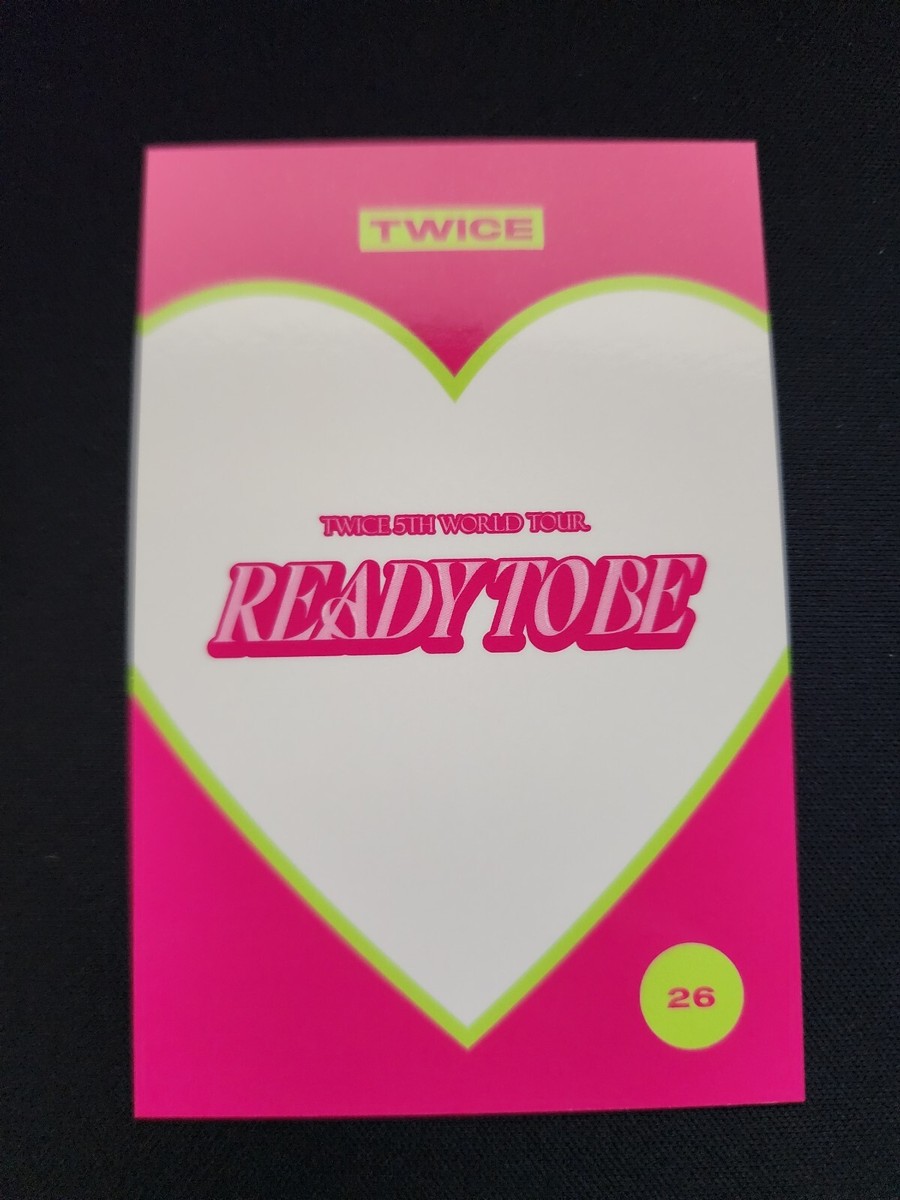 TWICE
TWICE 5TH WORLD TOUR
READY TO BE
26